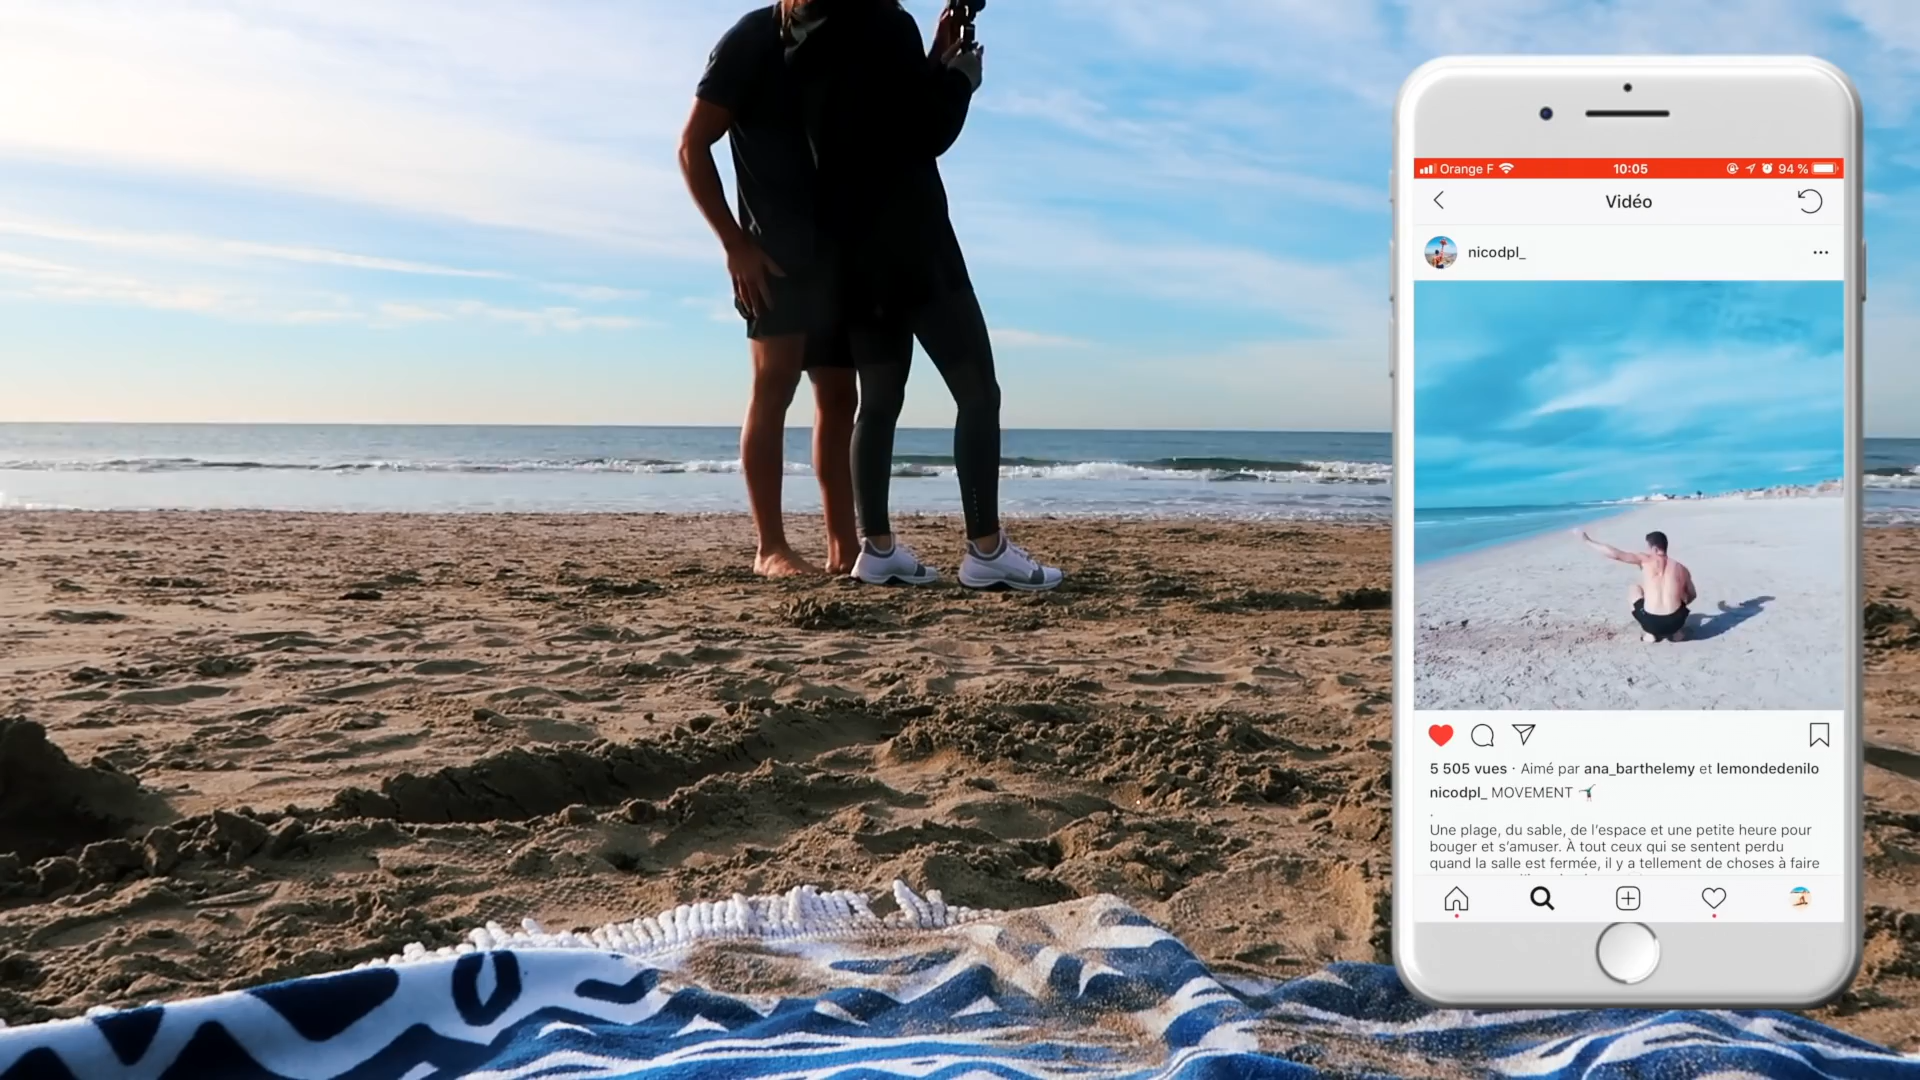 Orange F 10:05 94 %
Vidéo
nicodpl_
5 505 vues · Aimé par ana_barthelemy et lemondedenilo
nicodpl_ MOVEMENT
.
Une plage, du sable, de l'espace et une petite heure pour
bouger et s'amuser. À tout ceux qui se sentent perdu
quand la salle est fermée, il y a tellement de choses à faire